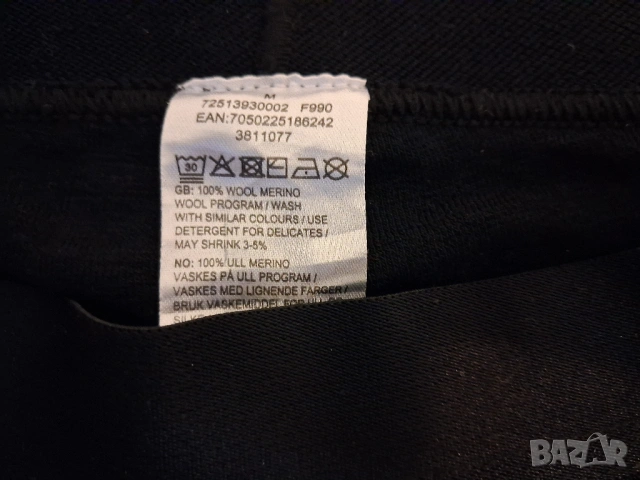 M
72513930002 F990
EAN:7050225186242
3811077
30
GB: 100% WOOL MERINO
WOOL PROGRAM / WASH
WITH SIMILAR COLOURS / USE
DETERGENT FOR DELICATES /
MAY SHRINK 3-5%
NO: 100% ULL MERINO
VASKES PÅ ULL PROGRAM /
VASKES MED LIGNENDE FARGER /
BRUK VASKEMIDDEL FOR ULL
BAZAR